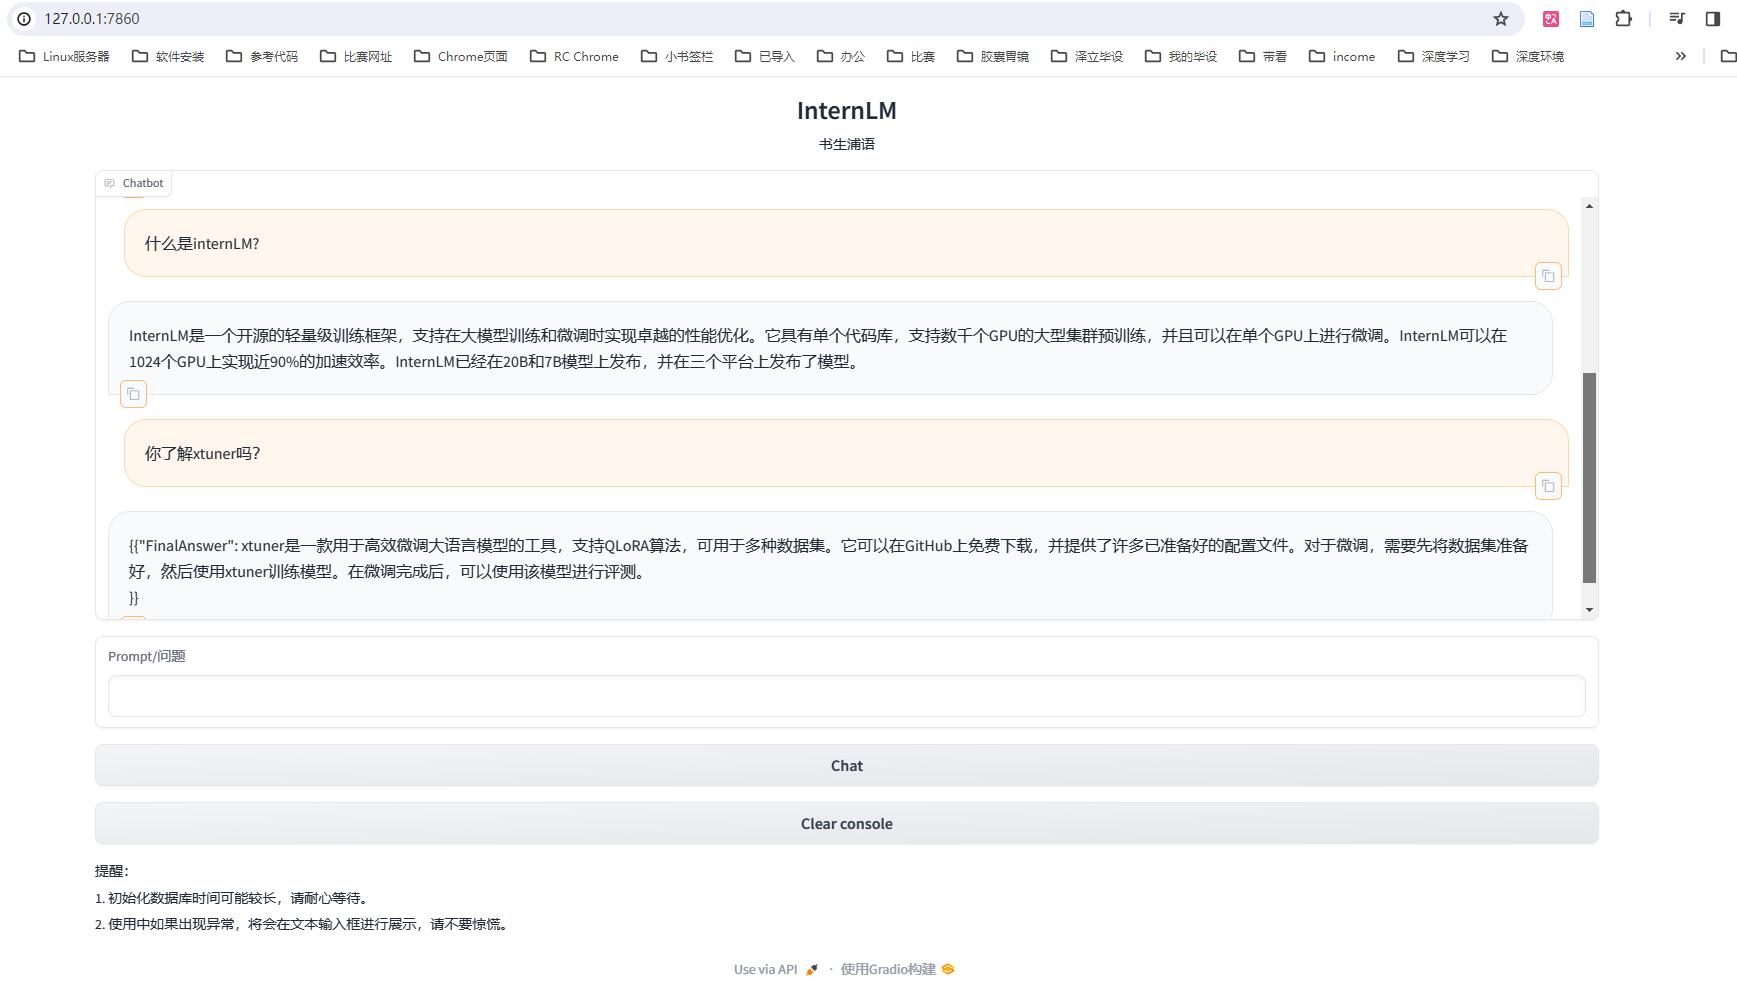 127.0.0.1:7860
Linux服务器 软件安装 参考代码 比赛网址 Chrome页面 RC Chrome 小书签栏 已导入 办公 比赛 胶囊胃镜 泽立毕设 我的毕设 带看 income 深度学习 深度环境
InternLM
书生浦语
Chatbot
什么是internLM?
InternLM是一个开源的轻量级训练框架，支持在大模型训练和微调时实现卓越的性能优化。它具有单个代码库，支持数千个GPU的大型集群预训练，并且可以在单个GPU上进行微调。InternLM可以在
1024个GPU上实现近90%的加速效率。InternLM已经在20B和7B模型上发布，并在三个平台上发布了模型。
你了解xtuner吗?
{{"FinalAnswer": xtuner是一款用于高效微调大语言模型的工具，支持QLoRA算法，可用于多种数据集。它可以在GitHub上免费下载，并提供了许多已准备好的配置文件。对于微调，需要先将数据集准备
好，然后使用xtuner训练模型。在微调完成后，可以使用该模型进行评测。
}}
Prompt/问题
Chat
Clear console
提醒：
1. 初始化数据库时间可能较长，请耐心等待。
2. 使用中如果出现异常，将会在文本输入框进行展示，请不要惊慌。
Use via API · 使用Gradio构建